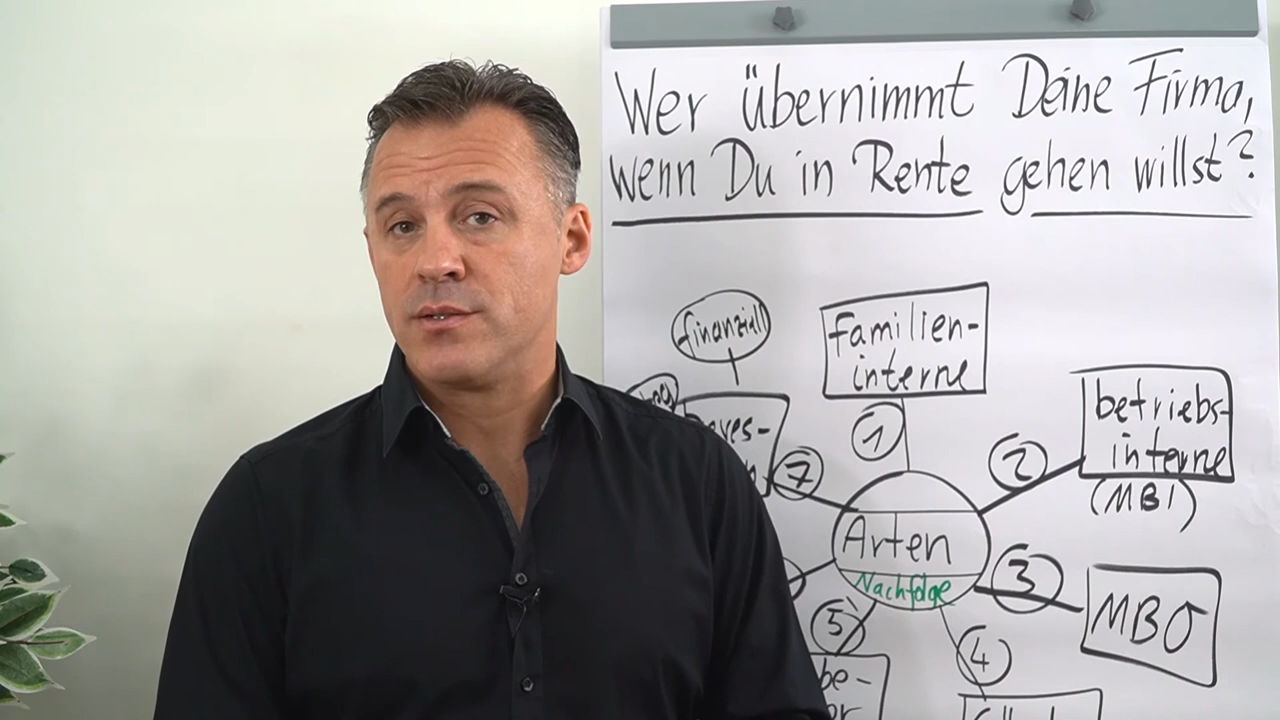 Wer übernimmt Deine Firma,
wenn Du in Rente gehen willst?
finanziell
Familien-
interne
1
2
betriebs-
interne
(MBI)
7
Arten
Nachfolge
3
MBO
5
4